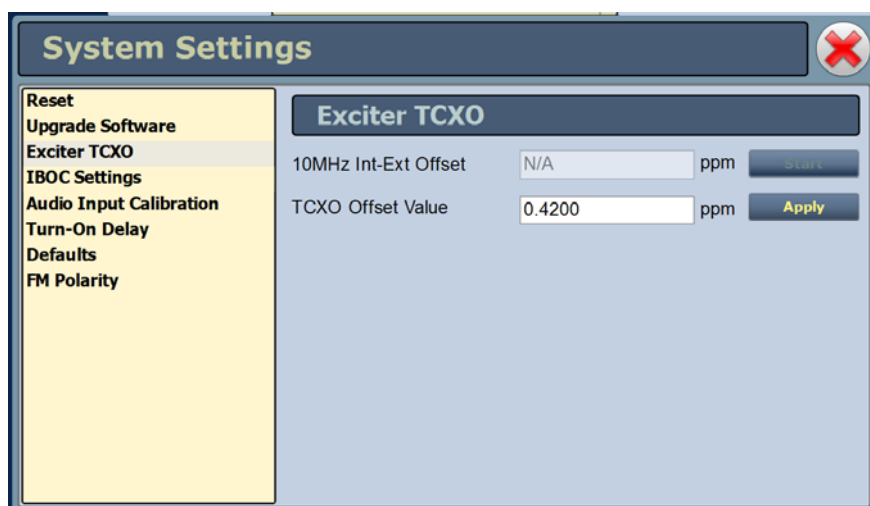 System Settings
Reset
Upgrade Software
Exciter TCXO
IBOC Settings
Audio Input Calibration
Turn-On Delay
Defaults
FM Polarity
Exciter TCXO
10MHz Int-Ext Offset N/A ppm Start
TCXO Offset Value 0.4200 ppm Apply